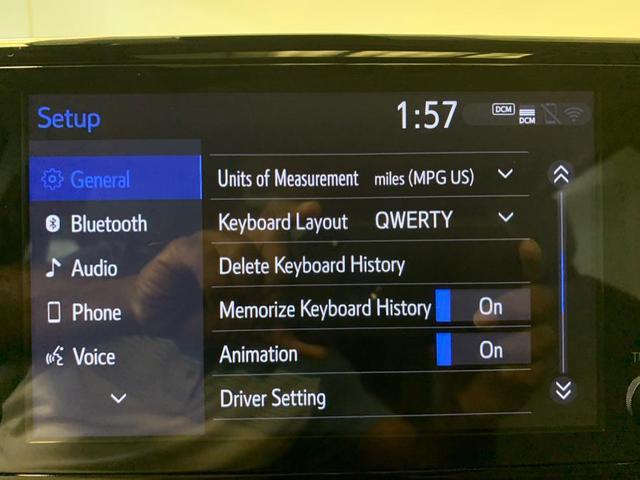 Setup
1:57
DCM
DCM
General
Bluetooth
Audio
Phone
Voice
Units of Measurement miles (MPG US)
Keyboard Layout QWERTY
Delete Keyboard History
Memorize Keyboard History On
Animation On
Driver Setting